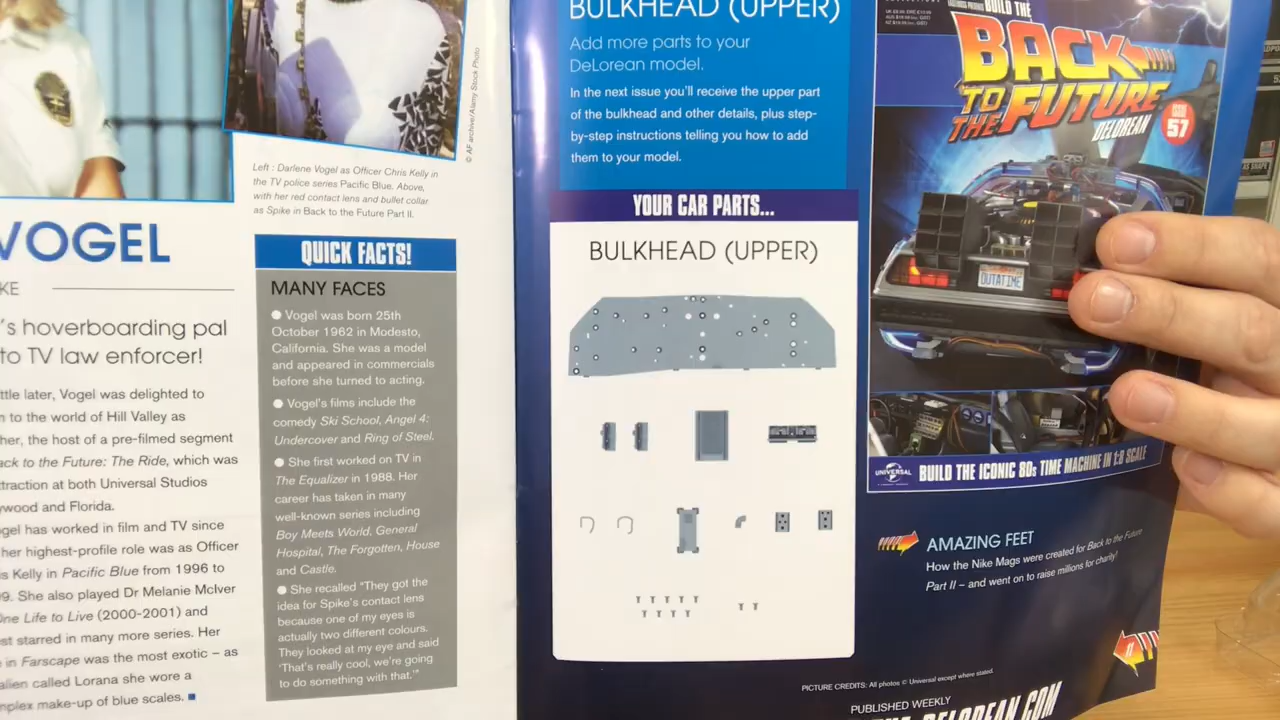 © AF archive/Alamy Stock Photo
Left : Darlene Vogel as Officer Chris Kelly in
the TV police series Pacific Blue. Above,
with her red contact lens and bullet collar
as Spike in Back to the Future Part II.
VOGEL
KE
's hoverboarding pal
to TV law enforcer!
ttle later, Vogel was delighted to
to the world of Hill Valley as
her, the host of a pre-filmed segment
ack to the Future: The Ride, which was
traction at both Universal Studios
ywood and Florida.
ogel has worked in film and TV since
her highest-profile role was as Officer
is Kelly in Pacific Blue from 1996 to
9. She also played Dr Melanie McIver
One Life to Live (2000-2001) and
est starred in many more series. Her
in Farscape was the most exotic – as
alien called Lorana she wore a
mplex make-up of blue scales.
QUICK FACTS!
MANY FACES
Vogel was born 25th
October 1962 in Modesto,
California. She was a model
and appeared in commercials
before she turned to acting.
Vogel's films include the
comedy Ski School, Angel 4:
Undercover and Ring of Steel.
She first worked on TV in
The Equalizer in 1988. Her
career has taken in many
well-known series including
Boy Meets World, General
Hospital, The Forgotten, House
and Castle.
She recalled "They got the
idea for Spike's contact lens
because one of my eyes is
actually two different colours.
They looked at my eye and said
'That's really cool, we're going
to do something with that.'"
BULKHEAD (UPPER)
Add more parts to your
DeLorean model.
In the next issue you'll receive the upper part
of the bulkhead and other details, plus step-
by-step instructions telling you how to add
them to your model.
YOUR CAR PARTS...
BULKHEAD (UPPER)
BUILD THE
BACK
TO THE FUTURE
DELOREAN
ISSUE
57
OUTATIME
UNIVERSAL
BUILD THE ICONIC 80s TIME MACHINE IN 1:8 SCALE
AMAZING FEET
How the Nike Mags were created for Back to the Future
Part II – and went on to raise millions for charity!
PICTURE CREDITS: All photos © Universal except where stated.
PUBLISHED WEEKLY
DELOREAN.COM